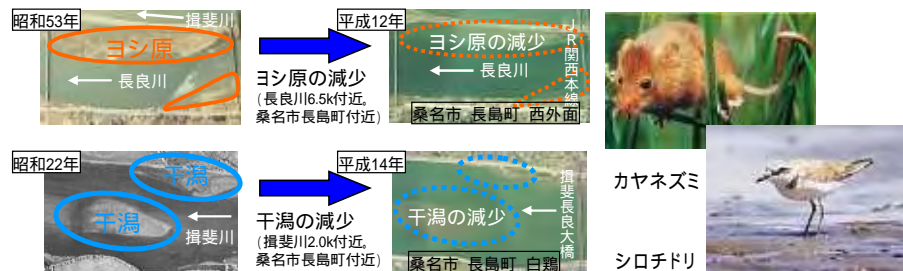 昭和53年
揖斐川
ヨシ原
長良川
ヨシ原の減少
(長良川6.5k付近。
桑名市長島町付近)
平成12年
ヨシ原の減少
長良川
JR関西本線
桑名市 長島町 西外面
昭和22年
干潟
干潟
揖斐川
干潟の減少
(揖斐川2.0k付近。
桑名市長島町付近)
平成14年
干潟の減少
揖斐長良大橋
桑名市 長島町 白鶏
カヤネズミ
シロチドリ